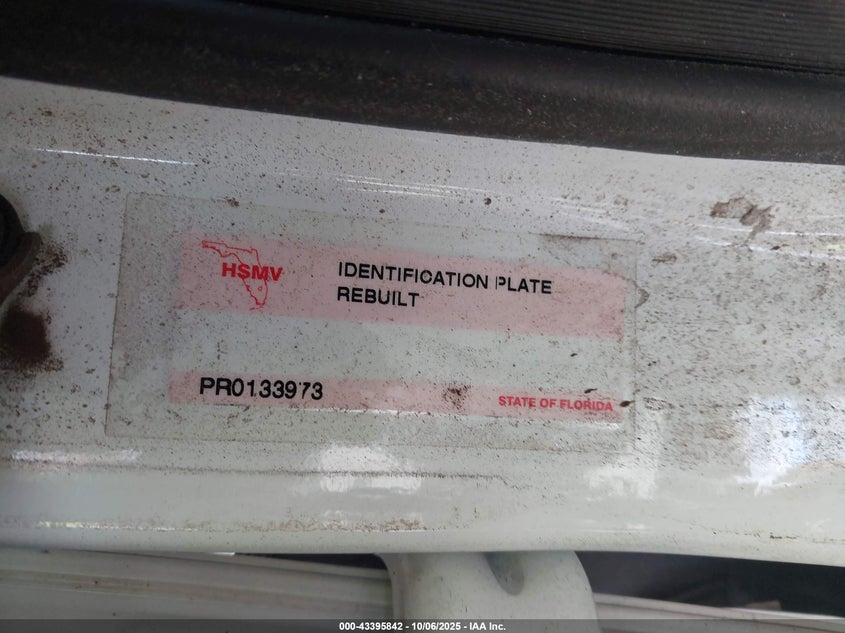 HSMV
IDENTIFICATION PLATE
REBUILT
PR0133973
STATE OF FLORIDA
000-43395842 - 10/06/2025 - IAA Inc.